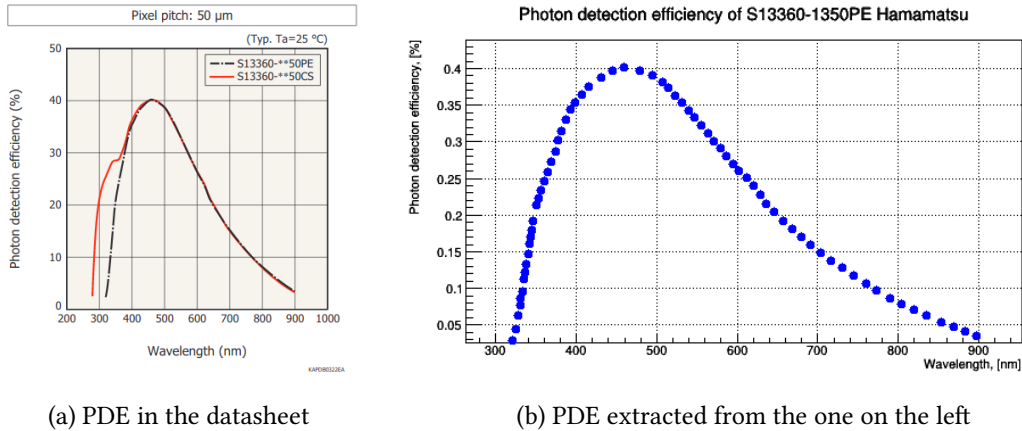 Pixel pitch: 50 μm
(Typ. Ta=25 ºC)
S13360-**50PE
S13360-**50CS
Photon detection efficiency (%)
50
40
30
20
10
0
200 300 400 500 600 700 800 900 1000
Wavelength (nm)
KAPDB0322EA
(a) PDE in the datasheet
Photon detection efficiency of S13360-1350PE Hamamatsu
Photon detection efficiency, [%]
0.4
0.35
0.3
0.25
0.2
0.15
0.1
0.05
300 400 500 600 700 800 900
Wavelength, [nm]
(b) PDE extracted from the one on the left